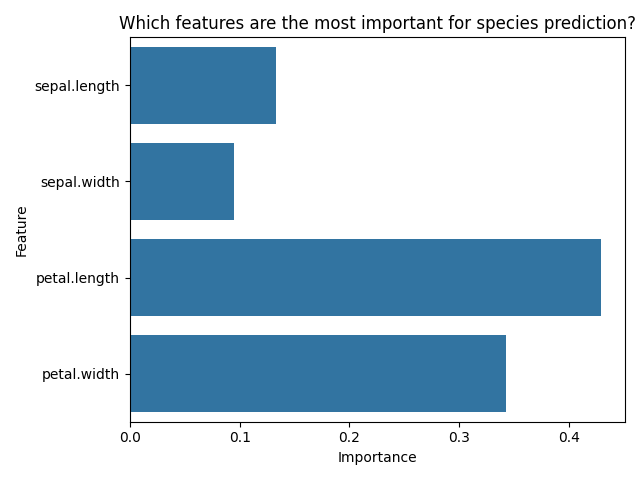 Which features are the most important for species prediction?
sepal.length
sepal.width
petal.length
petal.width
Feature
0.0 0.1 0.2 0.3 0.4
Importance